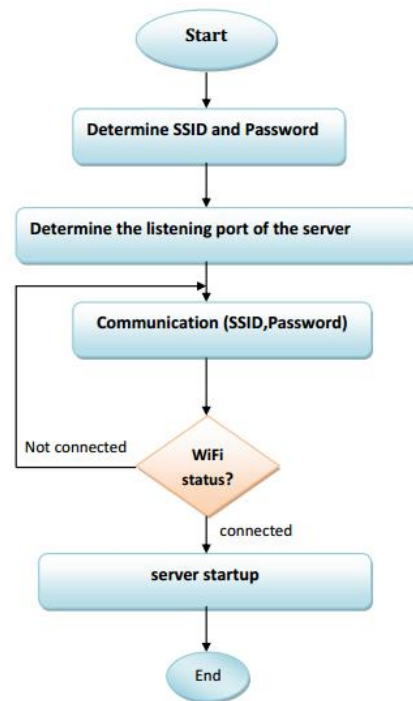 Start
Determine SSID and Password
Determine the listening port of the server
Communication (SSID,Password)
Not connected
WiFi
status?
connected
server startup
End